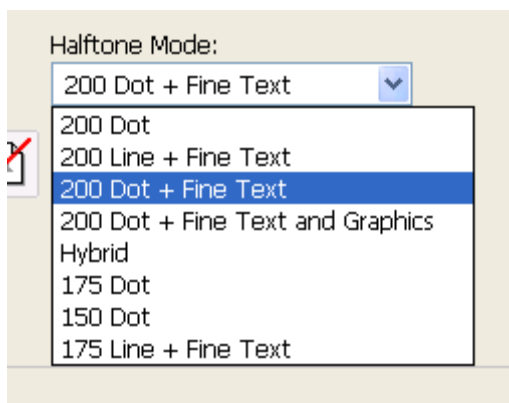 Halftone Mode:
200 Dot + Fine Text
200 Dot
200 Line + Fine Text
200 Dot + Fine Text
200 Dot + Fine Text and Graphics
Hybrid
175 Dot
150 Dot
175 Line + Fine Text